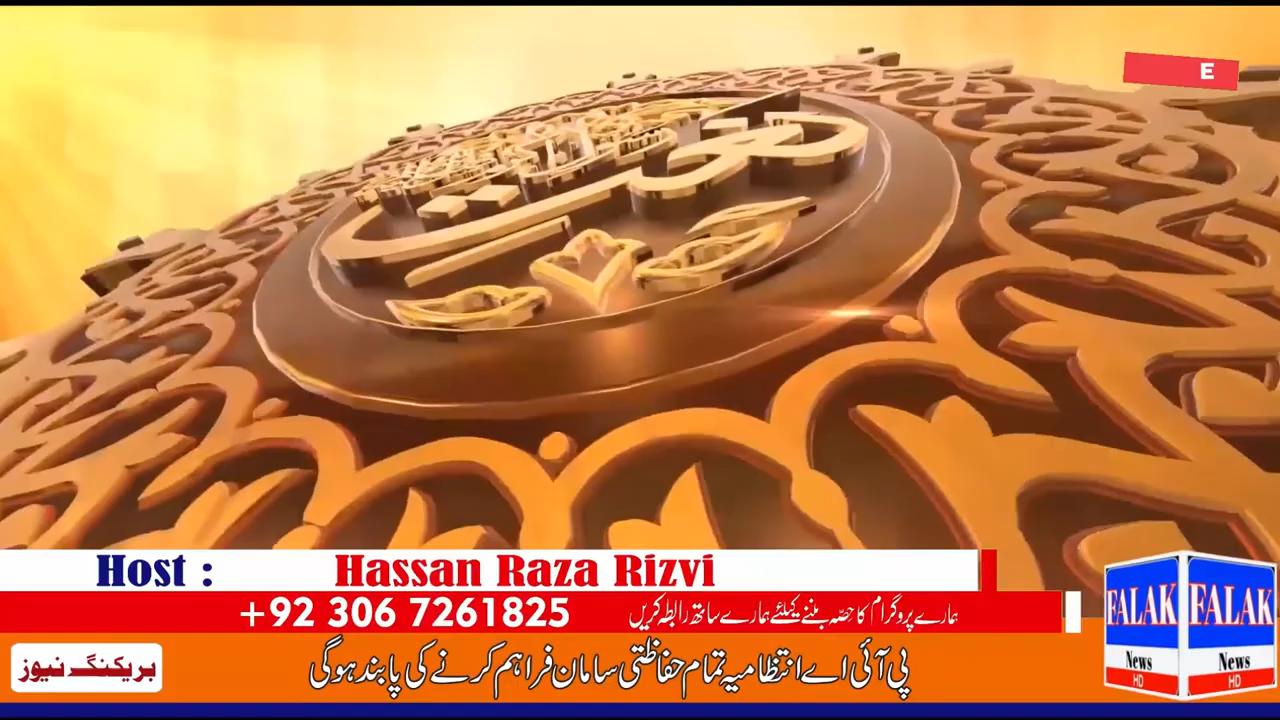 E
Host : Hassan Raza Rizvi
+92 306 7261825 ہمارے پروگرام کا حصّہ بننے کیلئے ہمارے ساتھ رابطہ کریں
بریکنگ نیوز پی آئی اے انتظامیہ تمام حفاظتی سامان فراہم کرنے کی پابند ہوگی
FALAK FALAK
News News
HD HD